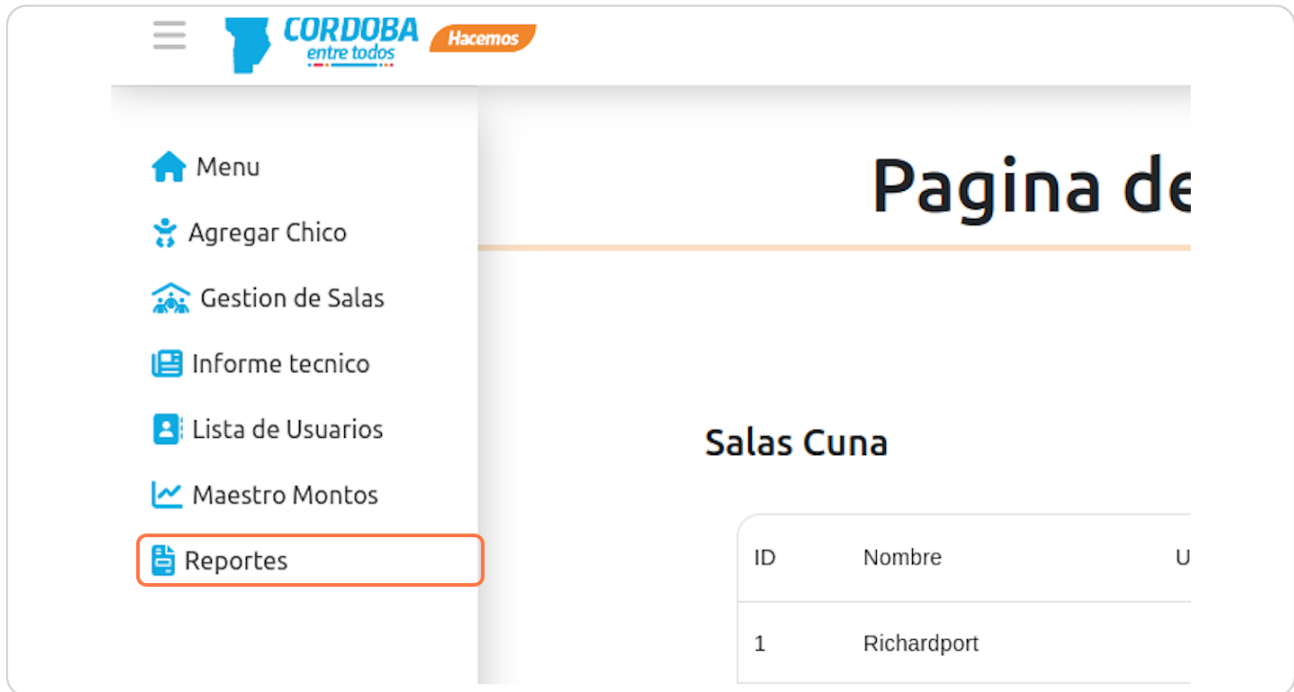 CORDOBA
entre todos
Hacemos
Menu
Agregar Chico
Gestion de Salas
Informe tecnico
Lista de Usuarios
Maestro Montos
Reportes
Pagina de
Salas Cuna
ID Nombre U
1 Richardport